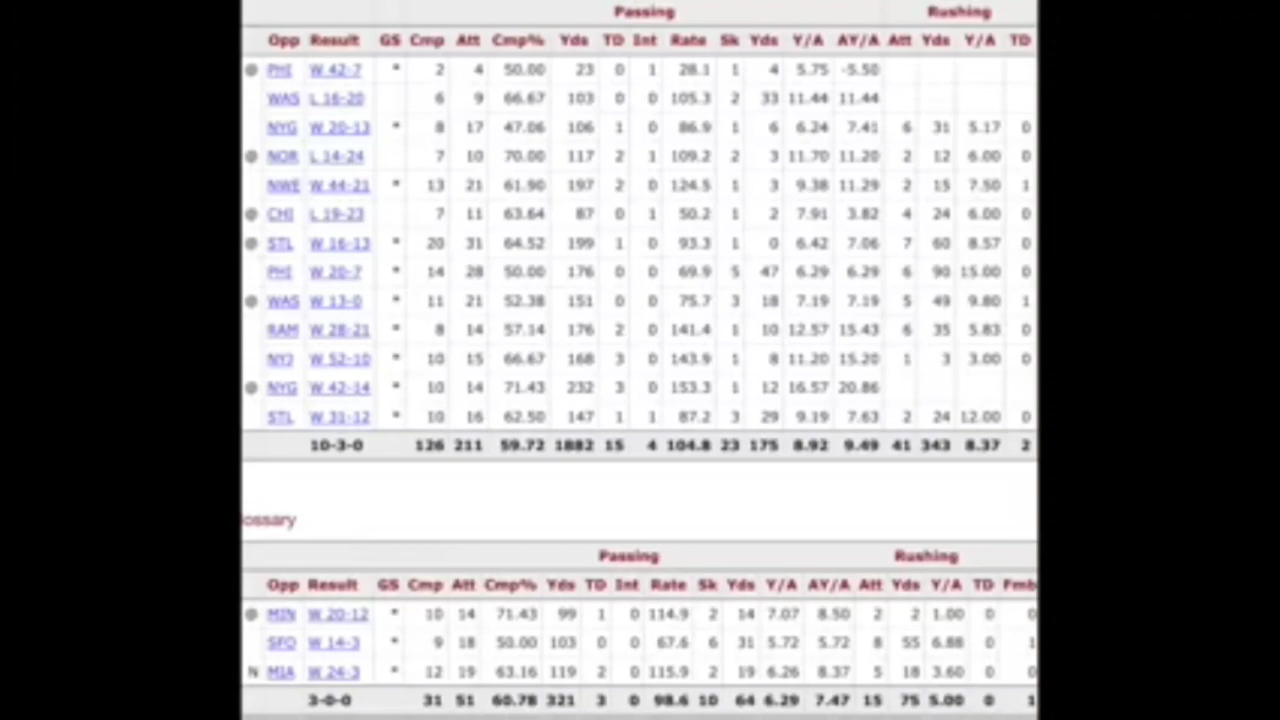 Passing Rushing
Opp Result GS Cmp Att Cmp% Yds TD Int Rate Sk Yds Y/A AY/A Att Yds Y/A TD
@ PHI W 42-7 * 2 4 50.00 23 0 1 28.1 1 4 5.75 -5.50
WAS L 16-20 6 9 66.67 103 0 0 105.3 2 33 11.44 11.44
NYG W 20-13 * 8 17 47.06 106 1 0 86.9 1 6 6.24 7.41 6 31 5.17 0
@ NOR L 14-24 7 10 70.00 117 2 1 109.2 2 3 11.70 11.20 2 12 6.00 0
NWE W 44-21 * 13 21 61.90 197 2 0 124.5 1 3 9.38 11.29 2 15 7.50 1
@ CHI L 19-23 7 11 63.64 87 0 1 50.2 1 2 7.91 3.82 4 24 6.00 0
@ STL W 16-13 * 20 31 64.52 199 1 0 93.3 1 0 6.42 7.06 7 60 8.57 0
PHI W 20-7 * 14 28 50.00 176 0 0 69.9 5 47 6.29 6.29 6 90 15.00 0
@ WAS W 13-0 * 11 21 52.38 151 0 0 75.7 3 18 7.19 7.19 5 49 9.80 1
RAM W 28-21 * 8 14 57.14 176 2 0 141.4 1 10 12.57 15.43 6 35 5.83 0
NYJ W 52-10 * 10 15 66.67 168 3 0 143.9 1 8 11.20 15.20 1 3 3.00 0
@ NYG W 42-14 * 10 14 71.43 232 3 0 153.3 1 12 16.57 20.86
STL W 31-12 * 10 16 62.50 147 1 1 87.2 3 29 9.19 7.63 2 24 12.00 0
10-3-0 126 211 59.72 1882 15 4 104.8 23 175 8.92 9.49 41 343 8.37 2
ossary
Passing Rushing
Opp Result GS Cmp Att Cmp% Yds TD Int Rate Sk Yds Y/A AY/A Att Yds Y/A TD Fmb
@ MIN W 20-12 * 10 14 71.43 99 1 0 114.9 2 14 7.07 8.50 2 2 1.00 0 0
SFO W 14-3 * 9 18 50.00 103 0 0 67.6 6 31 5.72 5.72 8 55 6.88 0 1
N MIA W 24-3 * 12 19 63.16 119 2 0 115.9 2 19 6.26 8.37 5 18 3.60 0 0
3-0-0 31 51 60.78 321 3 0 98.6 10 64 6.29 7.47 15 75 5.00 0 1